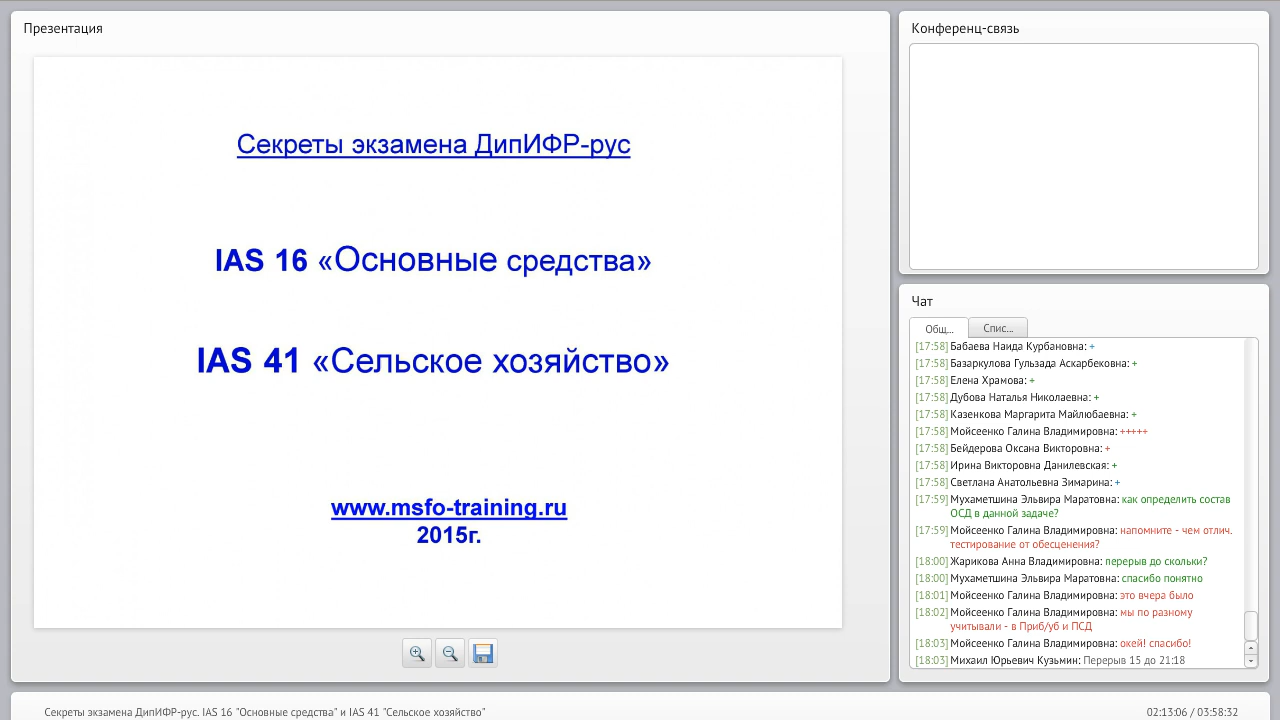 Презентация
Секреты экзамена ДипИФР-рус
IAS 16 «Основные средства»
IAS 41 «Сельское хозяйство»
www.msfo-training.ru
2015г.
Конференц-связь
Чат
Общ... Спис...
[17:58] Бабаева Наида Курбановна: +
[17:58] Базаркулова Гульзада Аскарбековна: +
[17:58] Елена Храмова: +
[17:58] Дубова Наталья Николаевна: +
[17:58] Казенкова Маргарита Майлюбаевна: +
[17:58] Мойсеенко Галина Владимировна: +++++
[17:58] Бейдерова Оксана Викторовна: +
[17:58] Ирина Викторовна Данилевская: +
[17:58] Светлана Анатольевна Зимарина: +
[17:59] Мухаметшина Эльвира Маратовна: как определить состав
ОСД в данной задаче?
[17:59] Мойсеенко Галина Владимировна: напомните - чем отлич.
тестирование от обесценения?
[18:00] Жарикова Анна Владимировна: перерыв до скольки?
[18:00] Мухаметшина Эльвира Маратовна: спасибо понятно
[18:01] Мойсеенко Галина Владимировна: это вчера было
[18:02] Мойсеенко Галина Владимировна: мы по разному
учитывали - в Приб/уб и ПСД
[18:03] Мойсеенко Галина Владимировна: окей! спасибо!
[18:03] Михаил Юрьевич Кузьмин: Перерыв 15 до 21:18
Секреты экзамена ДипИФР-рус. IAS 16 "Основные средства" и IAS 41 "Сельское хозяйство"
02:13:06 / 03:58:32